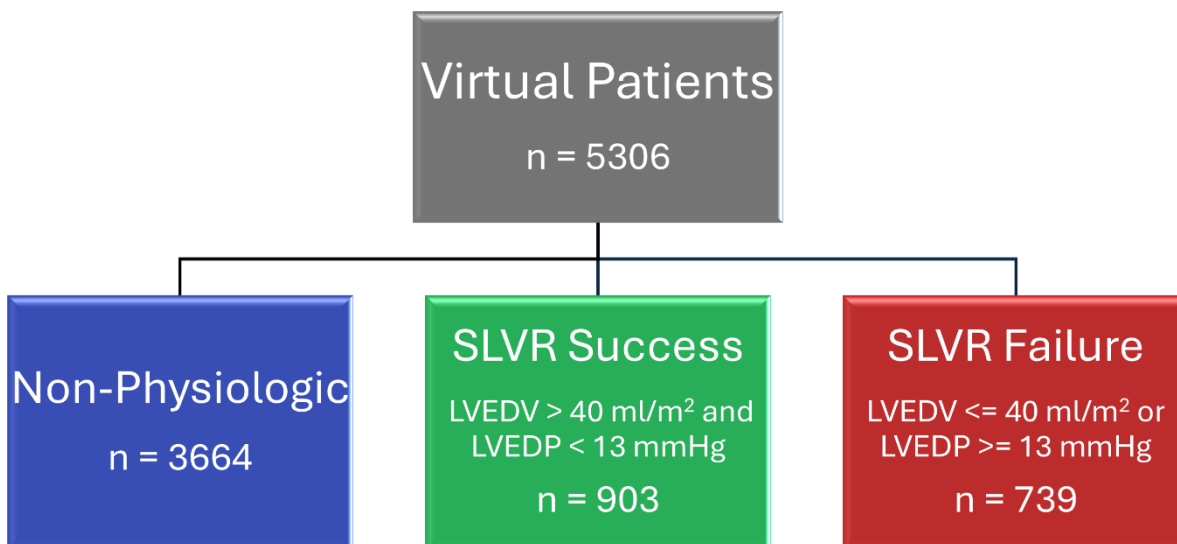 Virtual Patients
n = 5306
Non-Physiologic
n = 3664
SLVR Success
LVEDV > 40 ml/m² and
LVEDP < 13 mmHg
n = 903
SLVR Failure
LVEDV <= 40 ml/m² or
LVEDP >= 13 mmHg
n = 739